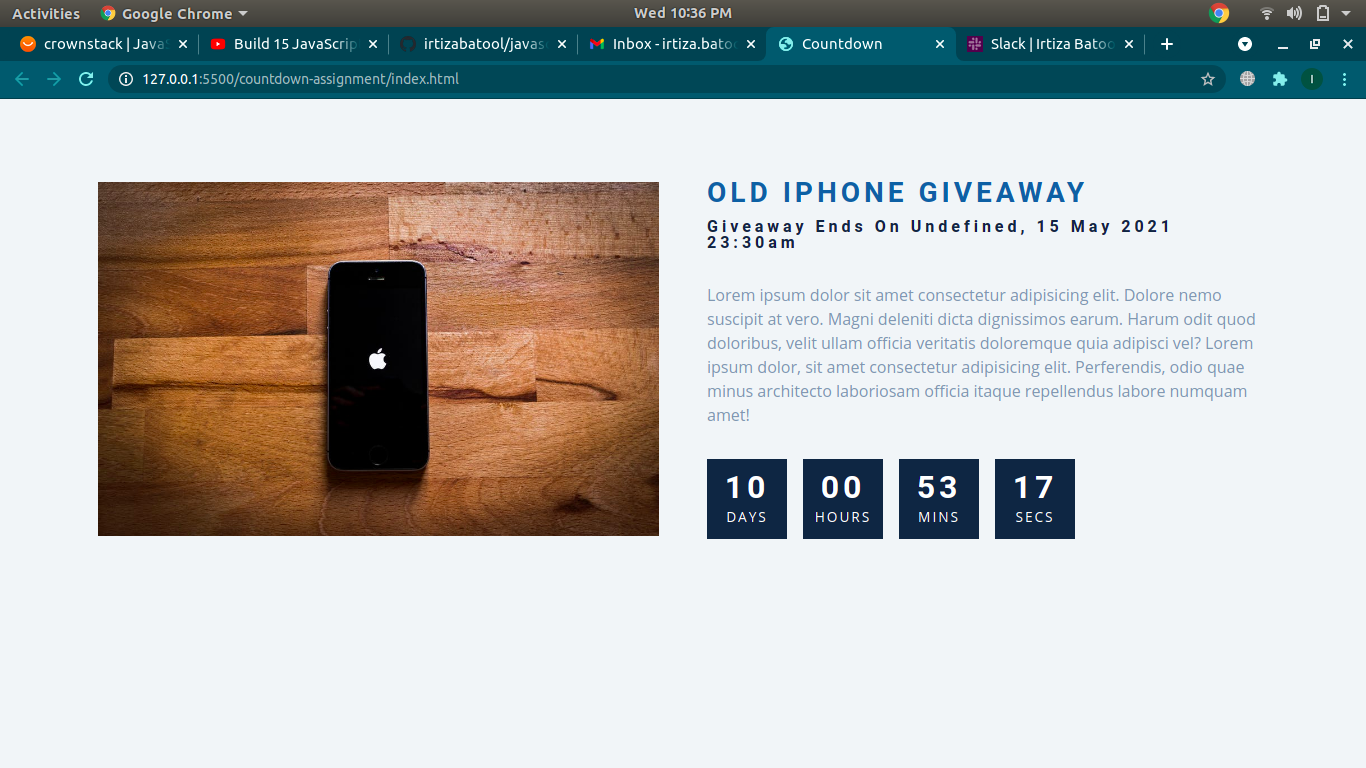 Activities Google Chrome Wed 10:36 PM
crownstack | Javas Build 15 JavaScrip irtizabatool/javasc Inbox - irtiza.batoo Countdown Slack | Irtiza Batoo
127.0.0.1:5500/countdown-assignment/index.html I
OLD IPHONE GIVEAWAY
Giveaway Ends On Undefined, 15 May 2021
23:30am
Lorem ipsum dolor sit amet consectetur adipisicing elit. Dolore nemo
suscipit at vero. Magni deleniti dicta dignissimos earum. Harum odit quod
doloribus, velit ullam officia veritatis doloremque quia adipisci vel? Lorem
ipsum dolor, sit amet consectetur adipisicing elit. Perferendis, odio quae
minus architecto laboriosam officia itaque repellendus labore numquam
amet!
10 00 53 17
DAYS HOURS MINS SECS